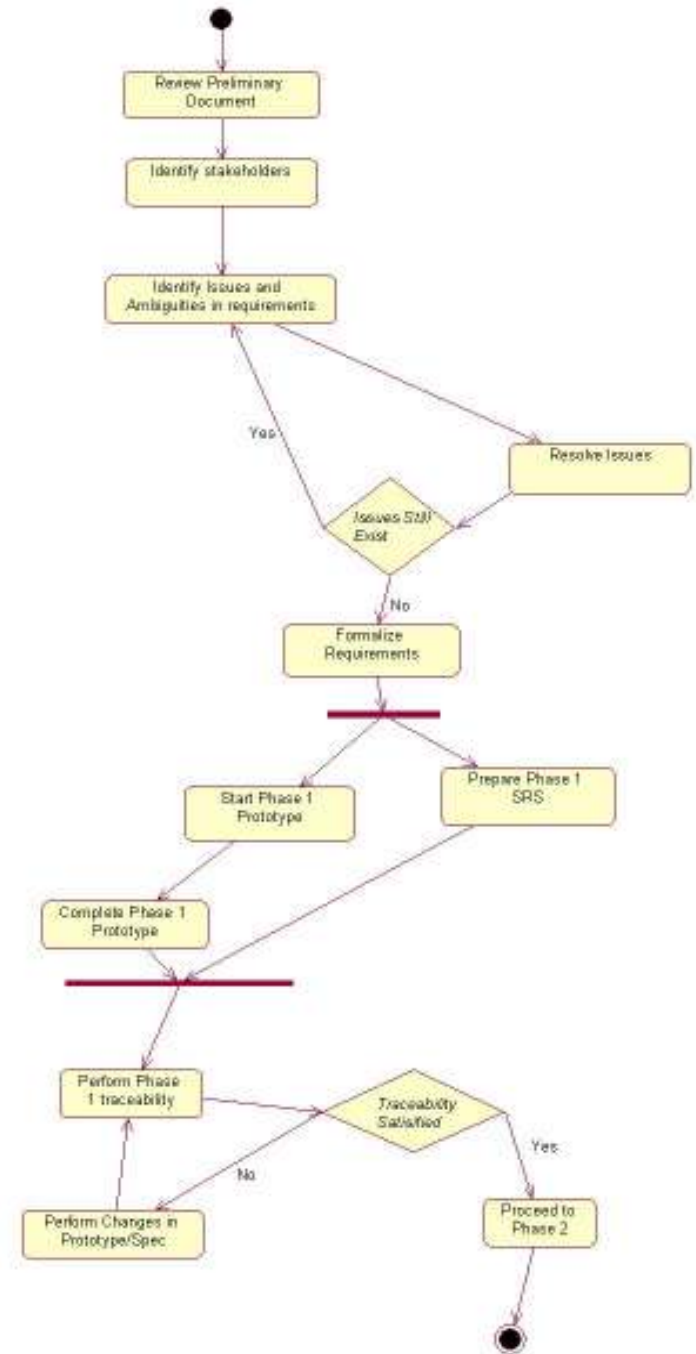 Review Preliminary
Document
Identify stakeholders
Identify Issues and
Ambiguities in requirements
Yes
Resolve Issues
Issues Still
Exist
No
Formalize
Requirements
Start Phase 1
Prototype
Prepare Phase 1
SRS
Complete Phase 1
Prototype
Perform Phase
1 traceability
Traceability
Satisfied
Yes
No
Perform Changes in
Prototype/Spec
Proceed to
Phase 2